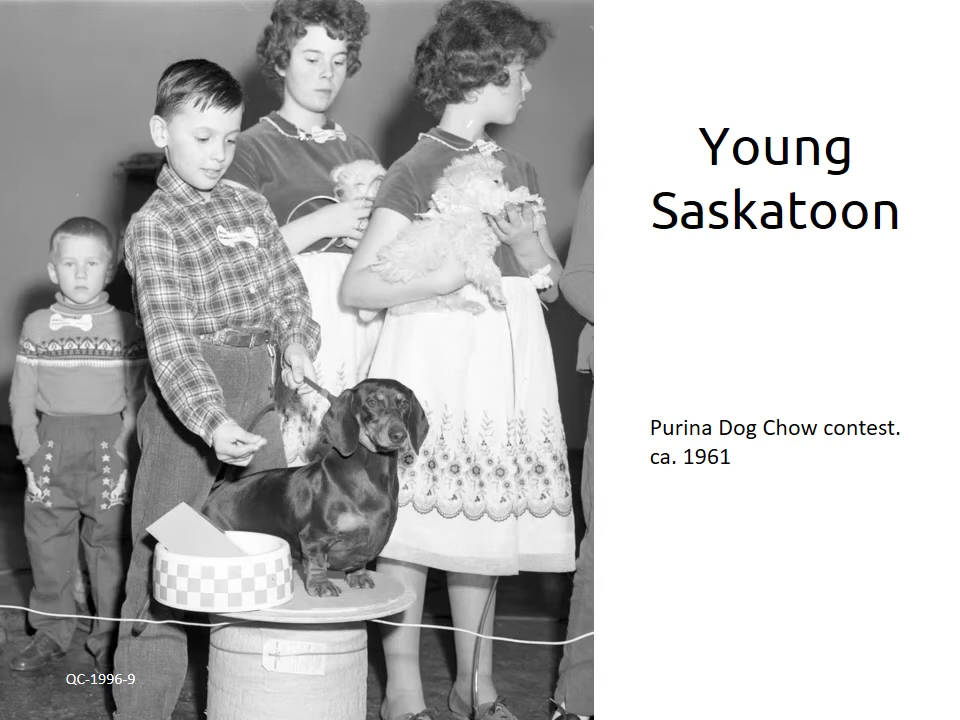 Young
Saskatoon
Purina Dog Chow contest.
ca. 1961
QC-1996-9